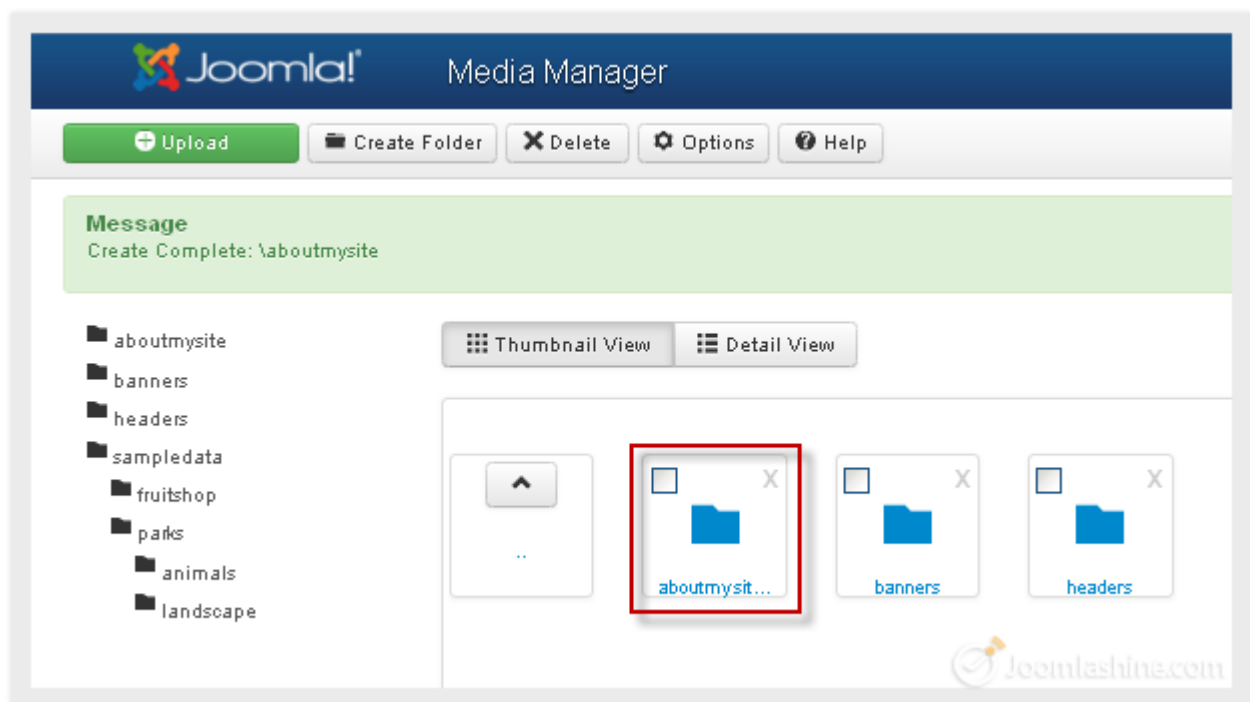 Joomla!® Media Manager
Upload Create Folder Delete Options Help
Message
Create Complete: \aboutmysite
aboutmysite
banners
headers
sampledata
fruitshop
parks
animals
landscape
Thumbnail View Detail View
X X X
..
aboutmysit... banners headers
Joomlashine.com